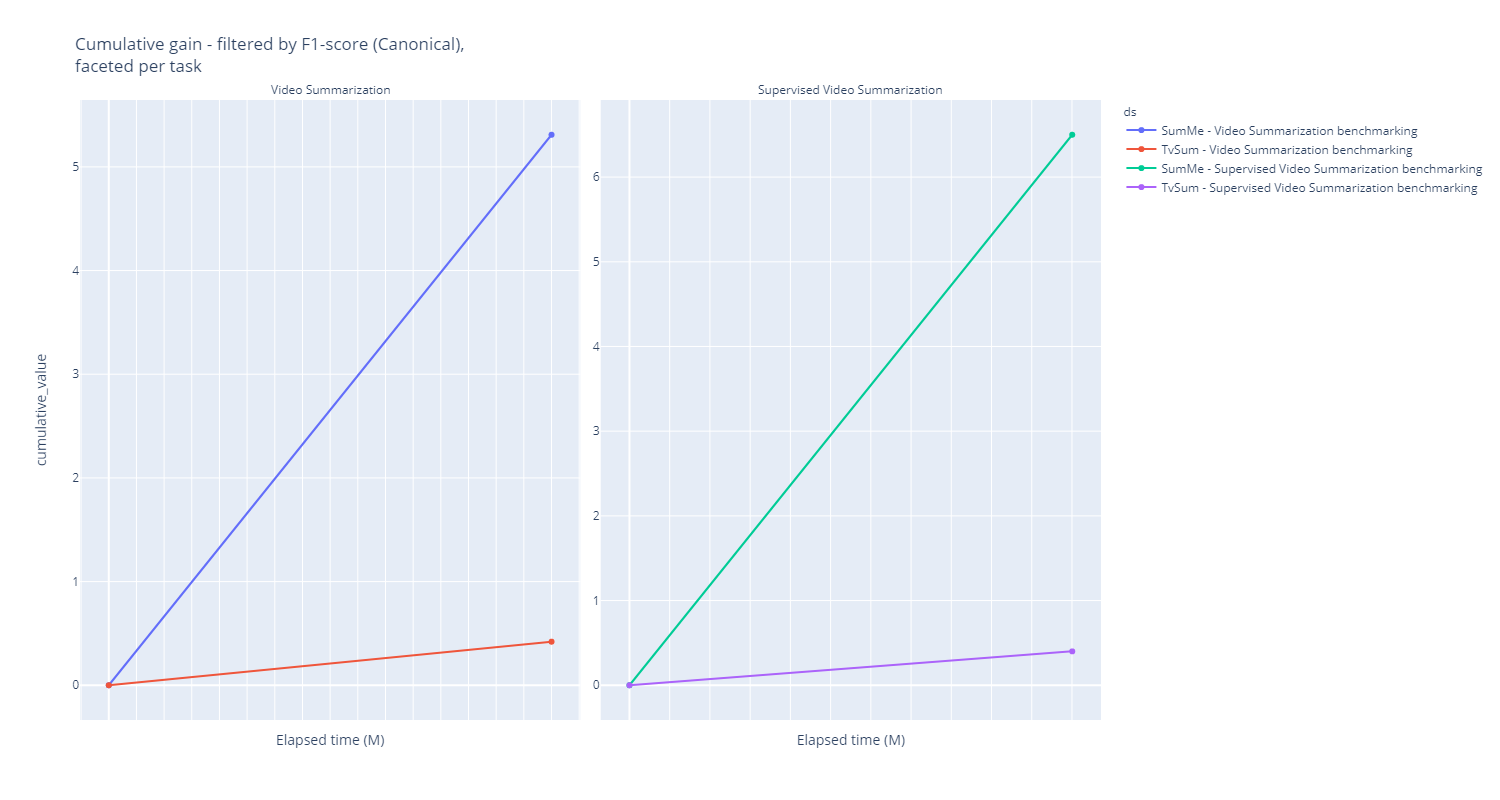 Cumulative gain - filtered by F1-score (Canonical),
faceted per task
Video Summarization
Supervised Video Summarization
cumulative_value
5
4
3
2
1
0
Elapsed time (M)
6
5
4
3
2
1
0
Elapsed time (M)
ds
SumMe - Video Summarization benchmarking
TvSum - Video Summarization benchmarking
SumMe - Supervised Video Summarization benchmarking
TvSum - Supervised Video Summarization benchmarking